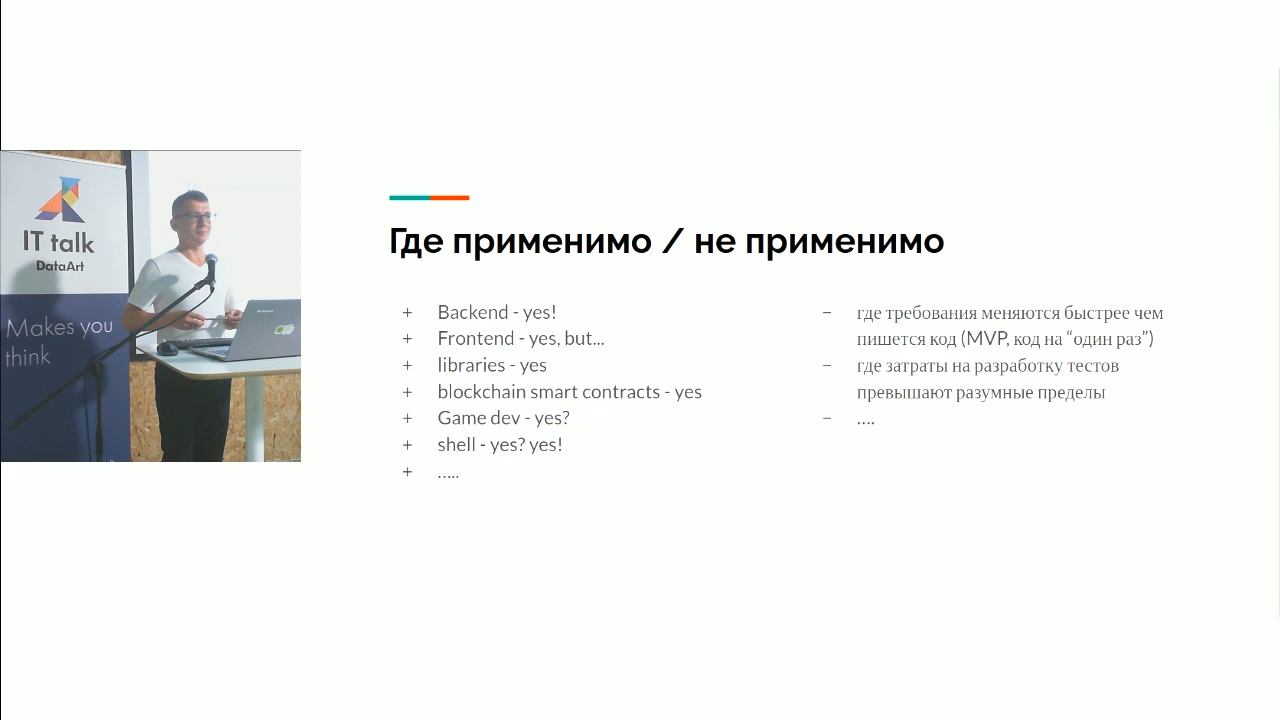 IT talk
DataArt
Makes you
think
Где применимо / не применимо
+ Backend - yes!
+ Frontend - yes, but...
+ libraries - yes
+ blockchain smart contracts - yes
+ Game dev - yes?
+ shell - yes? yes!
+ .....
− где требования меняются быстрее чем
пишется код (MVP, код на “один раз”)
− где затраты на разработку тестов
превышают разумные пределы
− ....